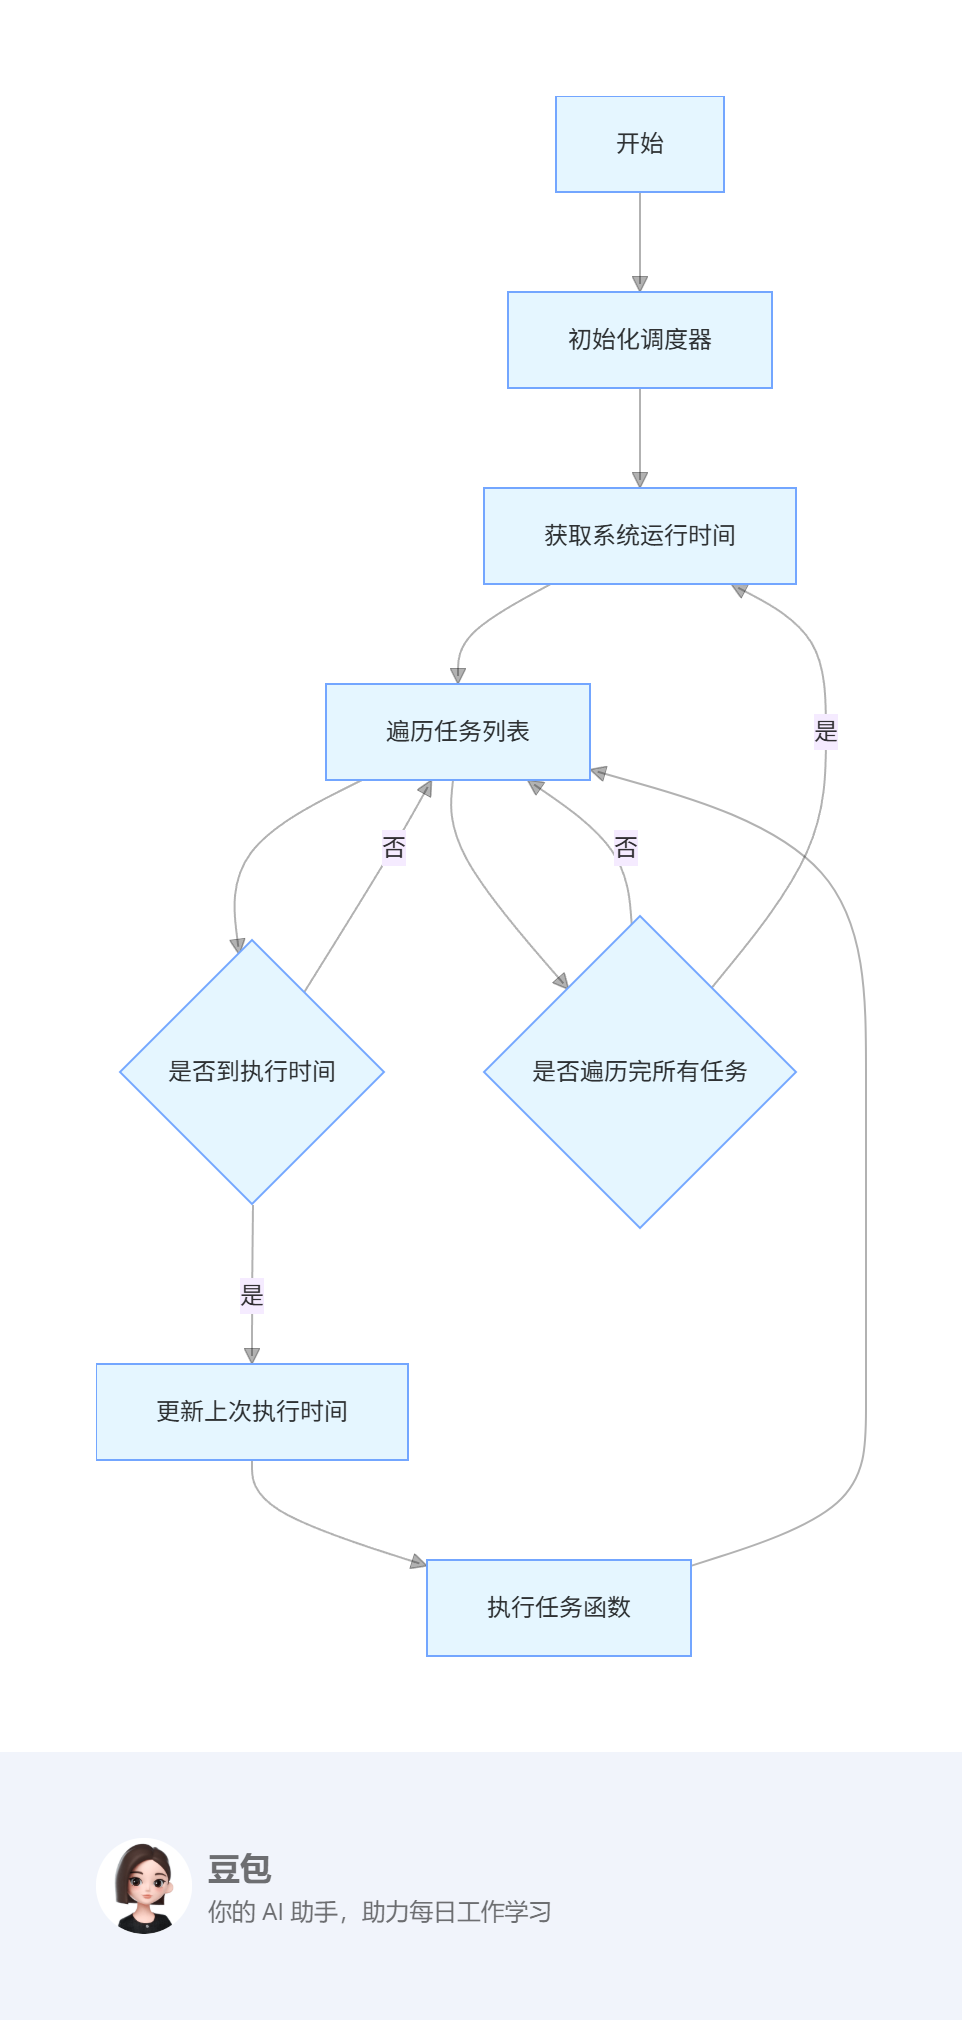 开始
初始化调度器
获取系统运行时间
遍历任务列表
是
否
否
是否到执行时间
是否遍历完所有任务
是
更新上次执行时间
执行任务函数
豆包
你的 AI 助手，助力每日工作学习